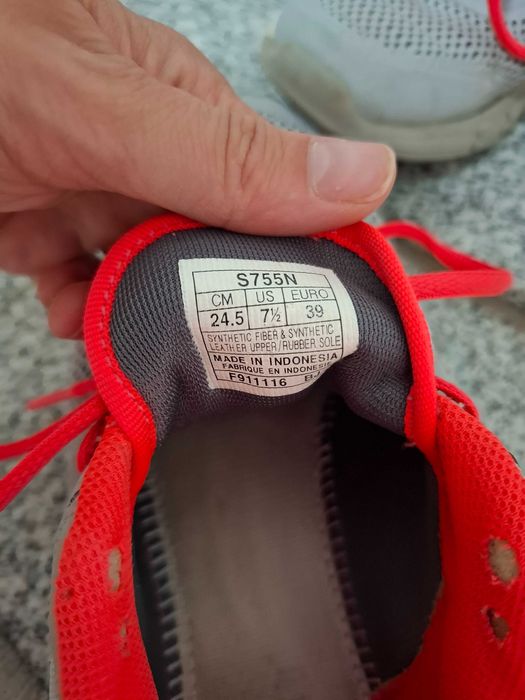 S755N
CM US EURO
24.5 7½ 39
SYNTHETIC FIBER & SYNTHETIC
LEATHER UPPER/RUBBER SOLE
MADE IN INDONESIA
FABRIQUE EN INDONESIE
F911116